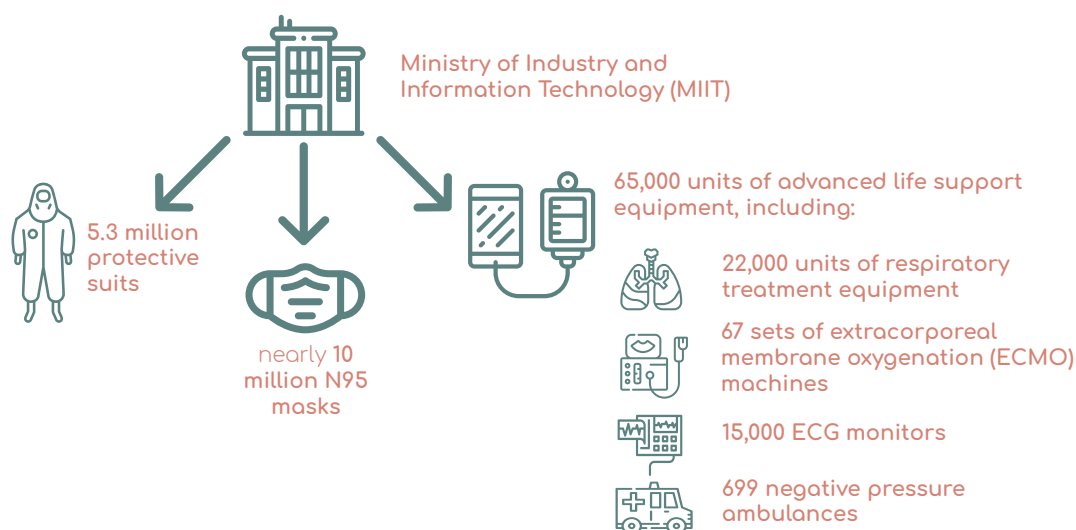 Ministry of Industry and
Information Technology (MIIT)
5.3 million
protective
suits
nearly 10
million N95
masks
65,000 units of advanced life support
equipment, including:
22,000 units of respiratory
treatment equipment
67 sets of extracorporeal
membrane oxygenation (ECMO)
machines
15,000 ECG monitors
699 negative pressure
ambulances